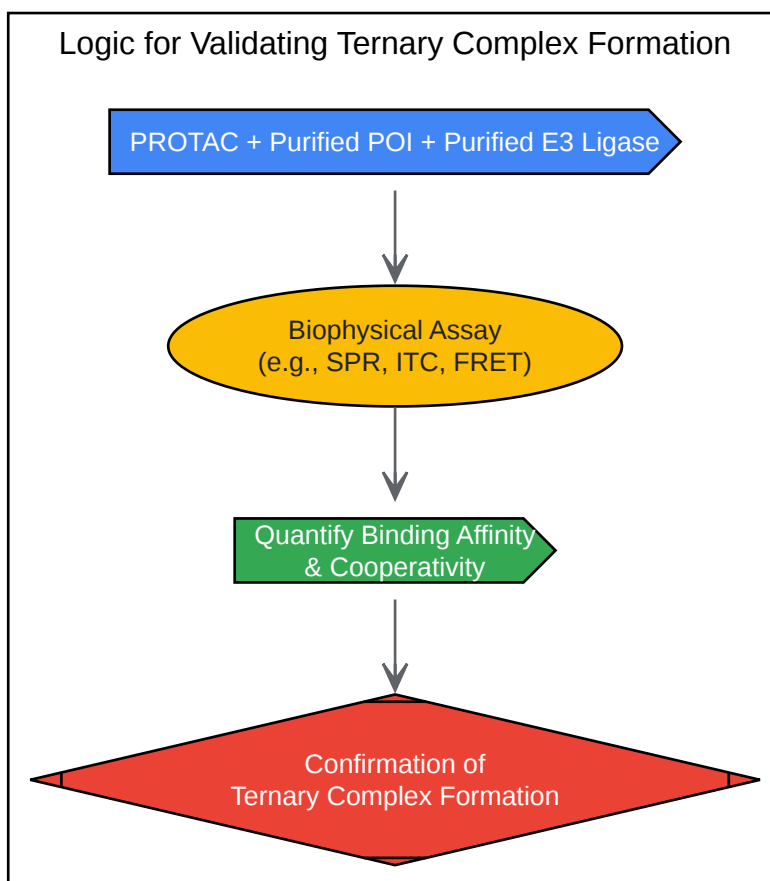 Logic for Validating Ternary Complex Formation
PROTAC + Purified POI + Purified E3 Ligase
Biophysical Assay
(e.g., SPR, ITC, FRET)
Quantify Binding Affinity
& Cooperativity
Confirmation of
Ternary Complex Formation